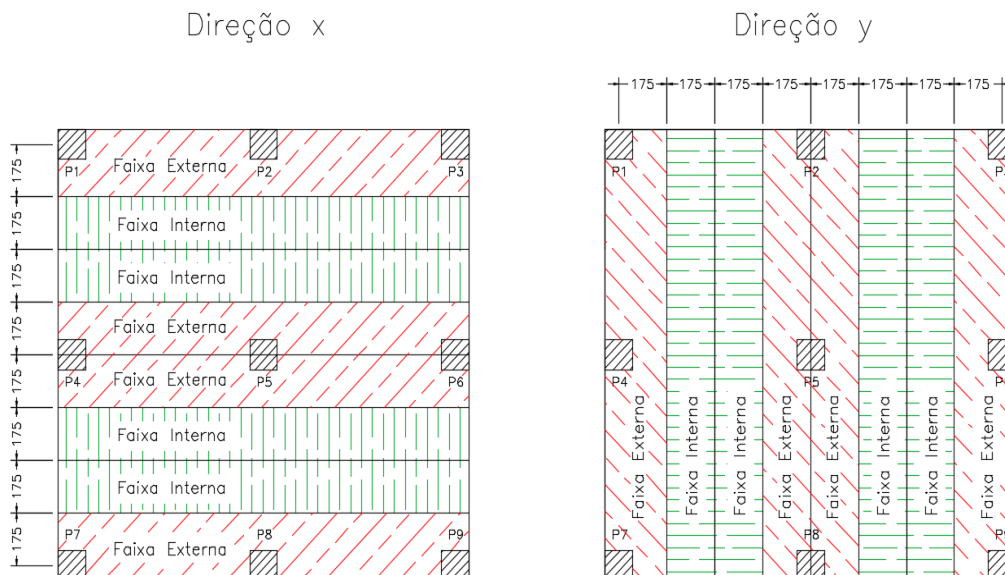 Direção x
Direção y
175 175 175 175 175 175 175 175
P1 Faixa Externa P2 P3
Faixa Interna
Faixa Interna
Faixa Externa
P4 Faixa Externa P5 P6
Faixa Interna
Faixa Interna
P7 P8 P9
Faixa Externa
175
175
175
175
175
175
175
175
P1 P2
P4 P5
Faixa Externa
Faixa Interna
Faixa Interna
Faixa Externa
Faixa Externa
Faixa Interna
Faixa Interna
Faixa Externa
P7 P8